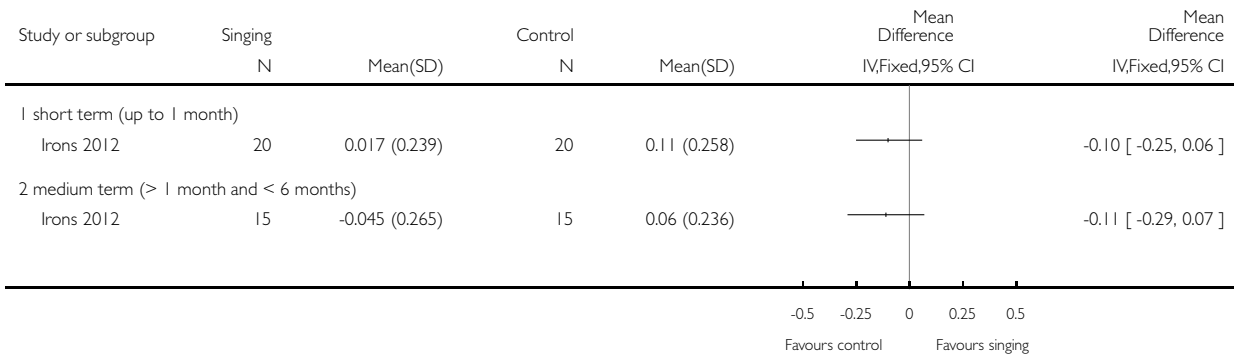 Study or subgroup Singing Control Mean Difference Mean Difference
N Mean(SD) N Mean(SD) IV,Fixed,95% CI IV,Fixed,95% CI
1 short term (up to 1 month)
Irons 2012 20 0.017 (0.239) 20 0.11 (0.258) -0.10 [ -0.25, 0.06 ]
2 medium term (> 1 month and < 6 months)
Irons 2012 15 -0.045 (0.265) 15 0.06 (0.236) -0.11 [ -0.29, 0.07 ]
-0.5 -0.25 0 0.25 0.5
Favours control Favours singing